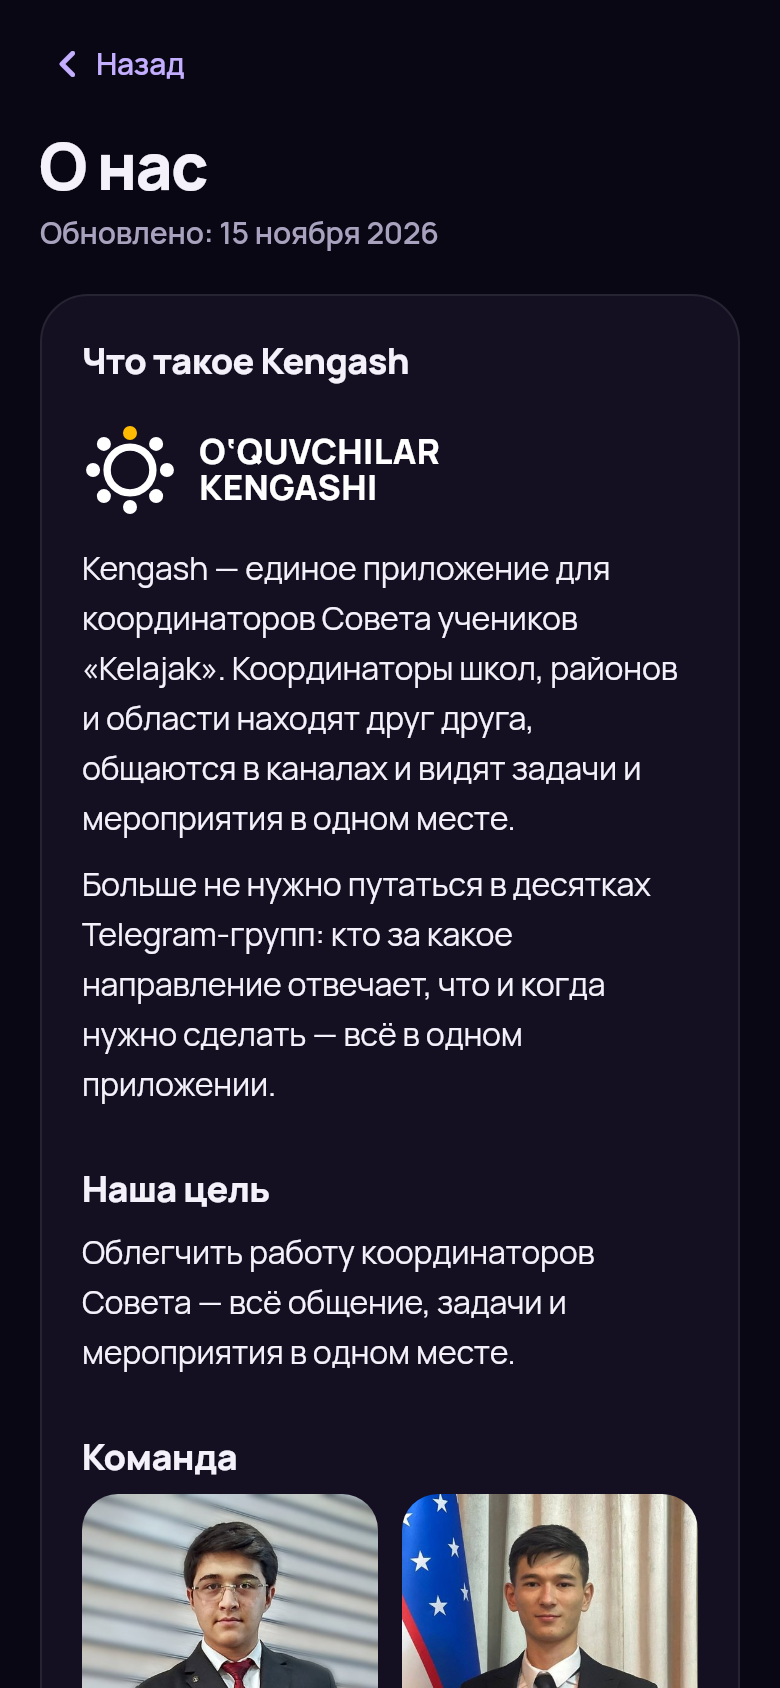 Назад
О нас
Обновлено: 15 ноября 2026
Что такое Kengash
O‘QUVCHILAR
KENGASHI
Kengash — единое приложение для
координаторов Совета учеников
«Kelajak». Координаторы школ, районов
и области находят друг друга,
общаются в каналах и видят задачи и
мероприятия в одном месте.
Больше не нужно путаться в десятках
Telegram-групп: кто за какое
направление отвечает, что и когда
нужно сделать — всё в одном
приложении.
Наша цель
Облегчить работу координаторов
Совета — всё общение, задачи и
мероприятия в одном месте.
Команда